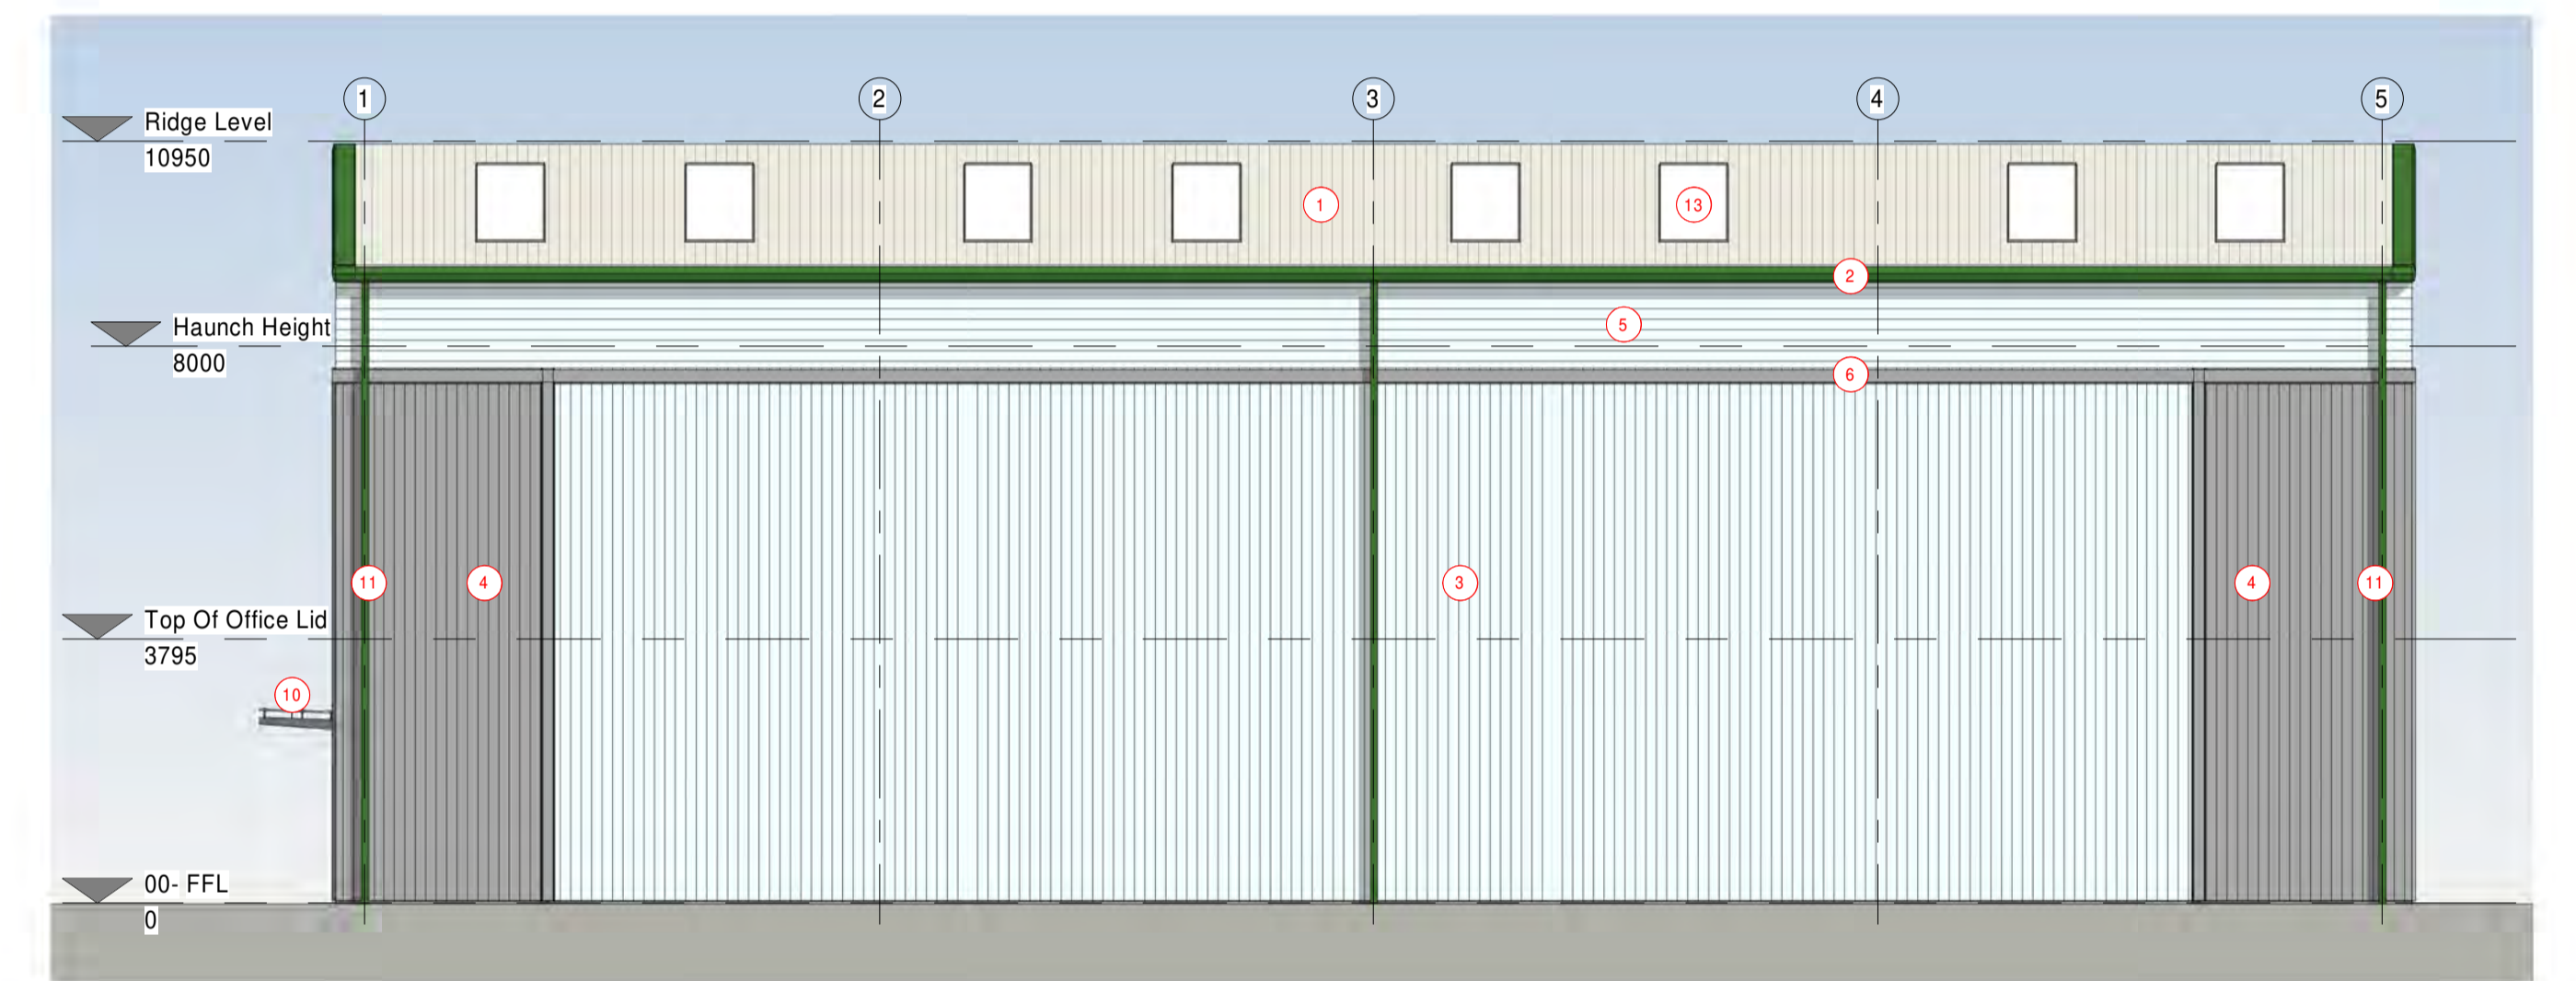 1 2 3 4 5
Ridge Level
10950
1 13
2
Haunch Height
8000
5
6
11 4 3 4 11
Top Of Office Lid
3795
10
00- FFL
0